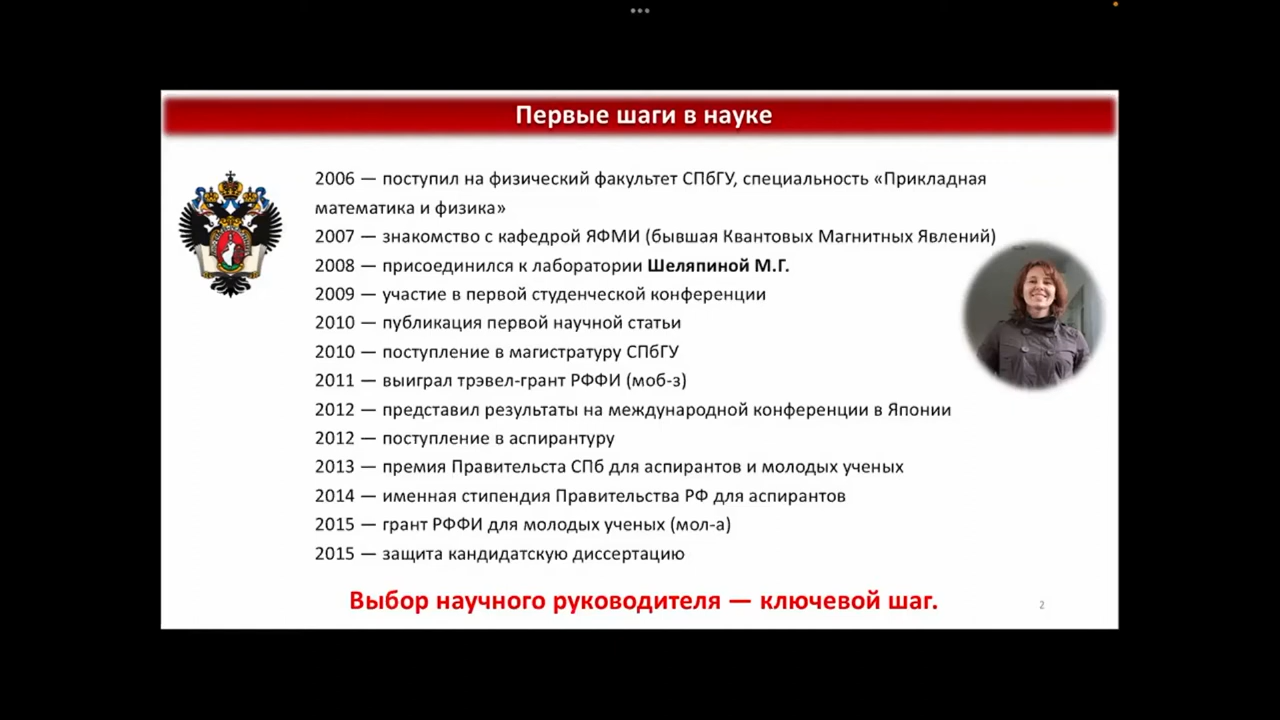 Первые шаги в науке
2006 — поступил на физический факультет СПбГУ, специальность «Прикладная
математика и физика»
2007 — знакомство с кафедрой ЯФМИ (бывшая Квантовых Магнитных Явлений)
2008 — присоединился к лаборатории Шеляпиной М.Г.
2009 — участие в первой студенческой конференции
2010 — публикация первой научной статьи
2010 — поступление в магистратуру СПбГУ
2011 — выиграл трэвел-грант РФФИ (моб-з)
2012 — представил результаты на международной конференции в Японии
2012 — поступление в аспирантуру
2013 — премия Правительста СПб для аспирантов и молодых ученых
2014 — именная стипендия Правительства РФ для аспирантов
2015 — грант РФФИ для молодых ученых (мол-а)
2015 — защита кандидатскую диссертацию
Выбор научного руководителя — ключевой шаг.
2